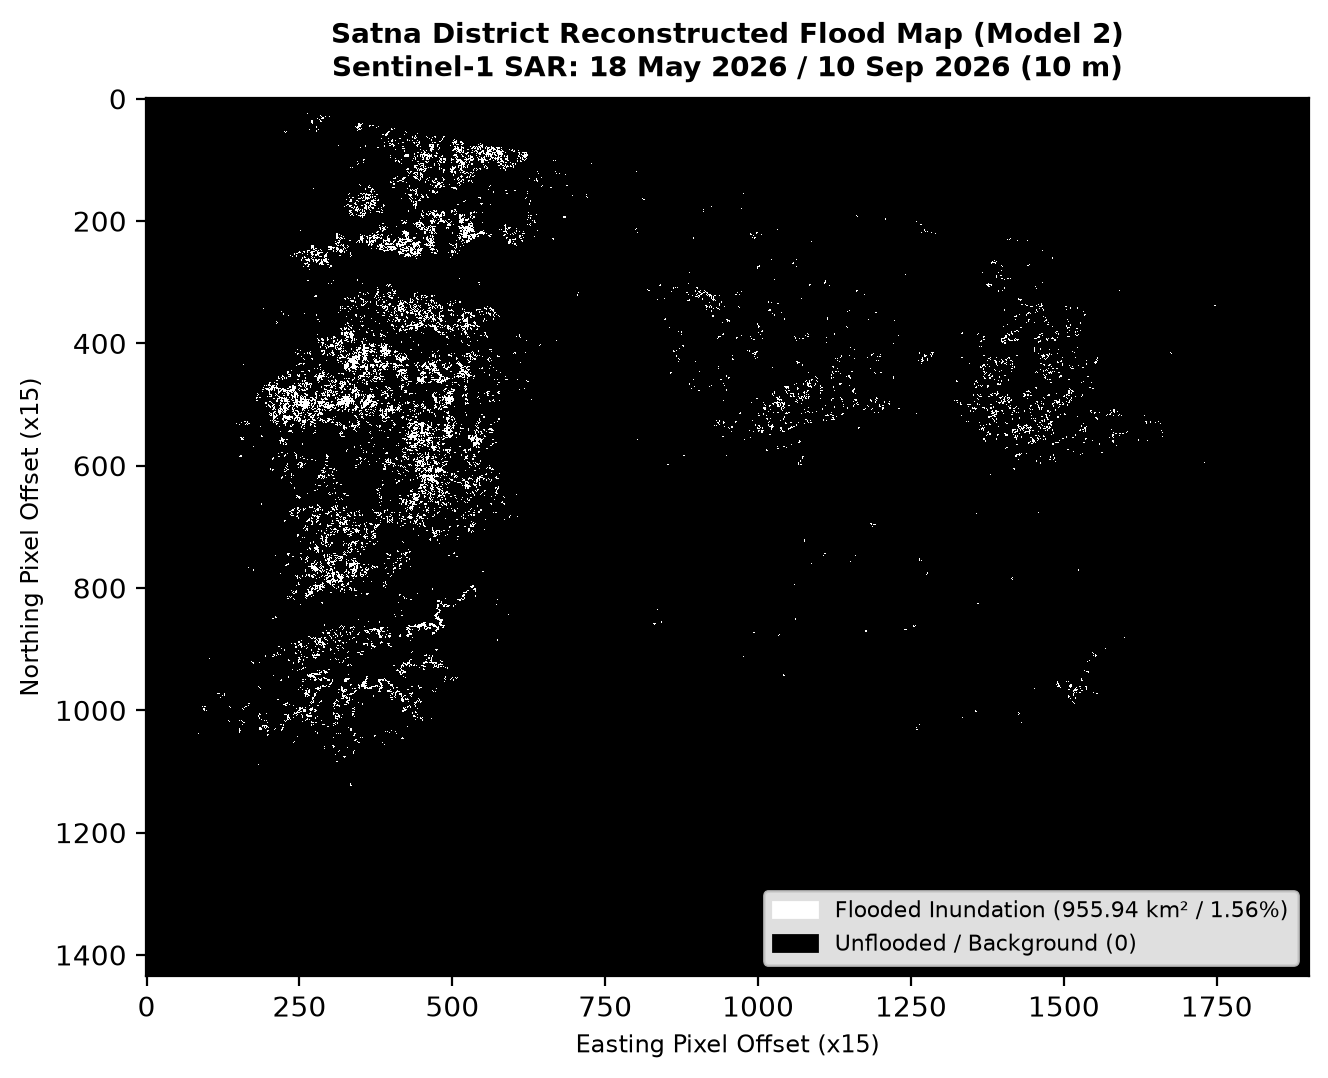 Satna District Reconstructed Flood Map (Model 2)
Sentinel-1 SAR: 18 May 2026 / 10 Sep 2026 (10 m)
Northing Pixel Offset (x15)
0
200
400
600
800
1000
1200
1400
Flooded Inundation (955.94 km² / 1.56%)
Unflooded / Background (0)
0 250 500 750 1000 1250 1500 1750
Easting Pixel Offset (x15)